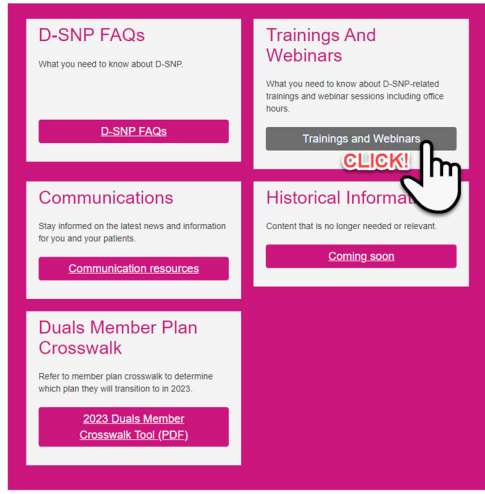 D-SNP FAQs
What you need to know about D-SNP.
D-SNP FAQs
Trainings And
Webinars
What you need to know about D-SNP-related
trainings and webinar sessions including office
hours.
Trainings and Webinars
CLICK!
Communications
Stay informed on the latest news and information
for you and your patients.
Communication resources
Historical
Content that is no longer needed or relevant.
Coming soon
Duals Member Plan
Crosswalk
Refer to member plan crosswalk to determine
which plan they will transition to in 2023.
2023 Duals Member
Crosswalk Tool (PDF)